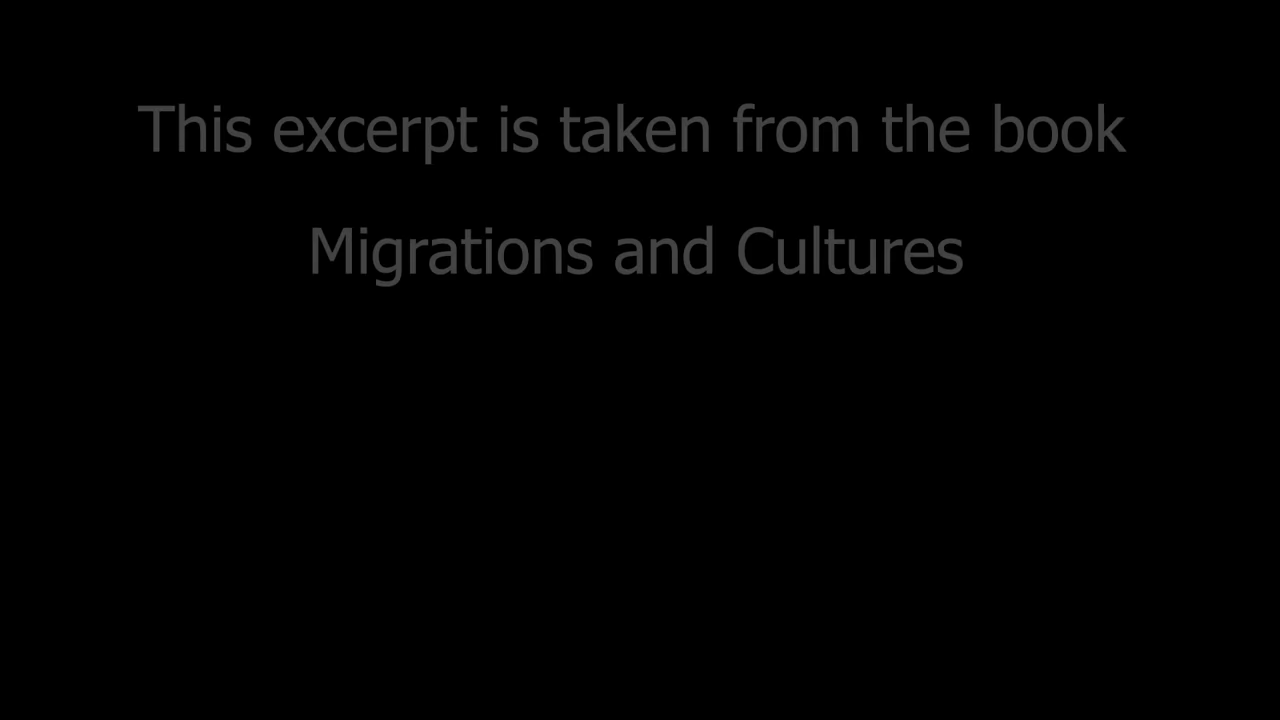 This excerpt is taken from the book
Migrations and Cultures